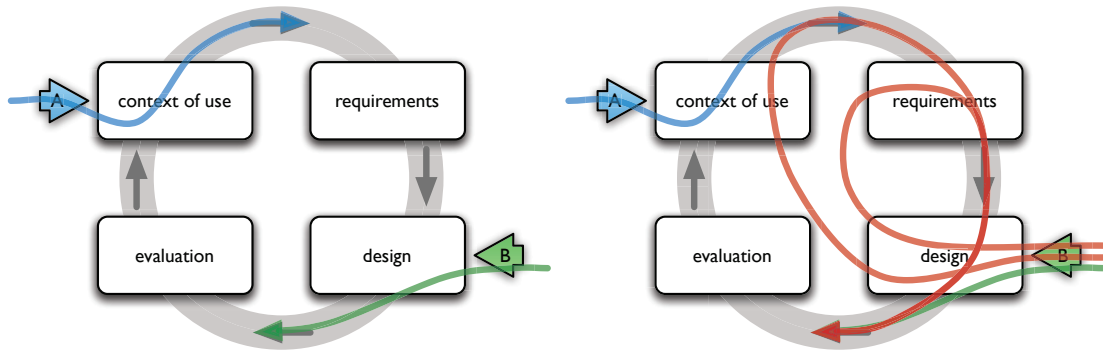 A
context of use
requirements
evaluation
design
B
A
context of use
requirements
evaluation
design
B